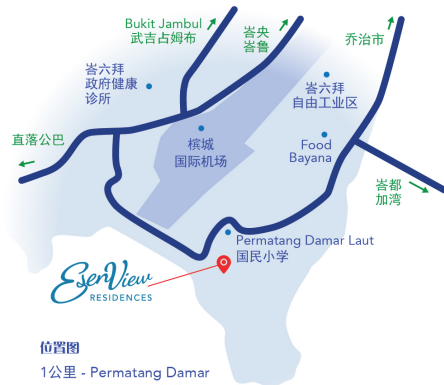 Bukit Jambul
武吉占姆布
峇央
峇鲁
乔治市
峇六拜
政府健康
诊所
峇六拜
自由工业区
直落公巴
槟城
国际机场
Food
Bayana
峇都
加湾
Permatang Damar Laut
国民小学
EsenView
RESIDENCES
位置图
1公里 - Permatang Damar